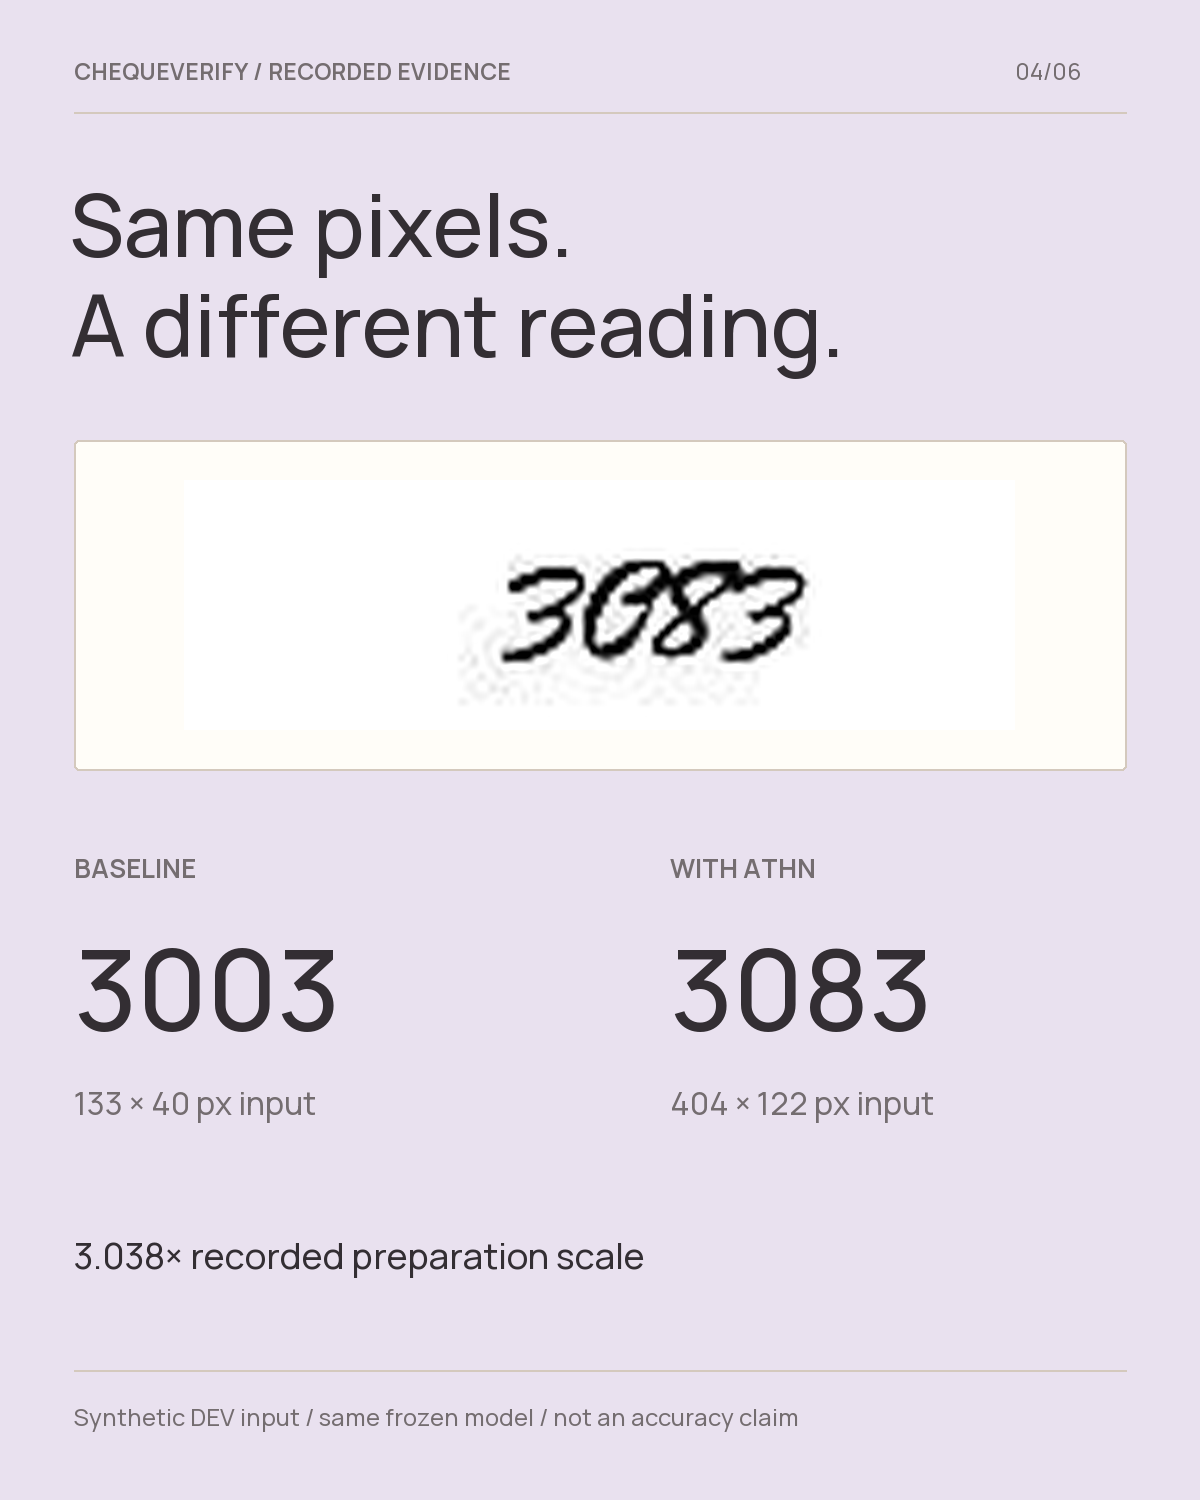 CHEQUEVERIFY / RECORDED EVIDENCE 04/06
Same pixels.
A different reading.
3083
BASELINE WITH ATHN
3003 3083
133 × 40 px input 404 × 122 px input
3.038× recorded preparation scale
Synthetic DEV input / same frozen model / not an accuracy claim